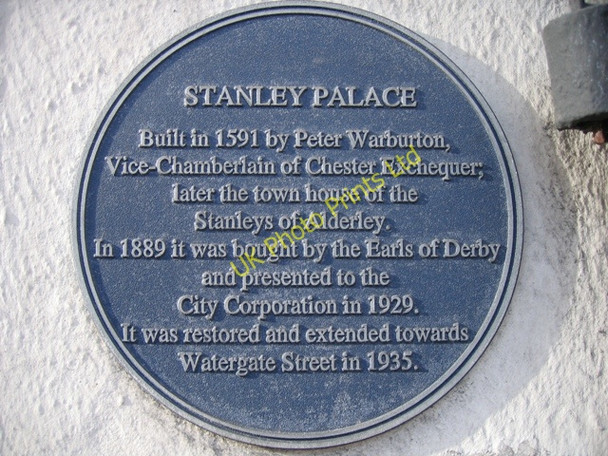 STANLEY PALACE
Built in 1591 by Peter Warburton,
Vice-Chamberlain of Chester Exchequer;
later the town house of the
Stanleys of Alderley.
In 1889 it was bought by the Earls of Derby
and presented to the
City Corporation in 1929.
It was restored and extended towards
Watergate Street in 1935.
UK Photo Prints Ltd